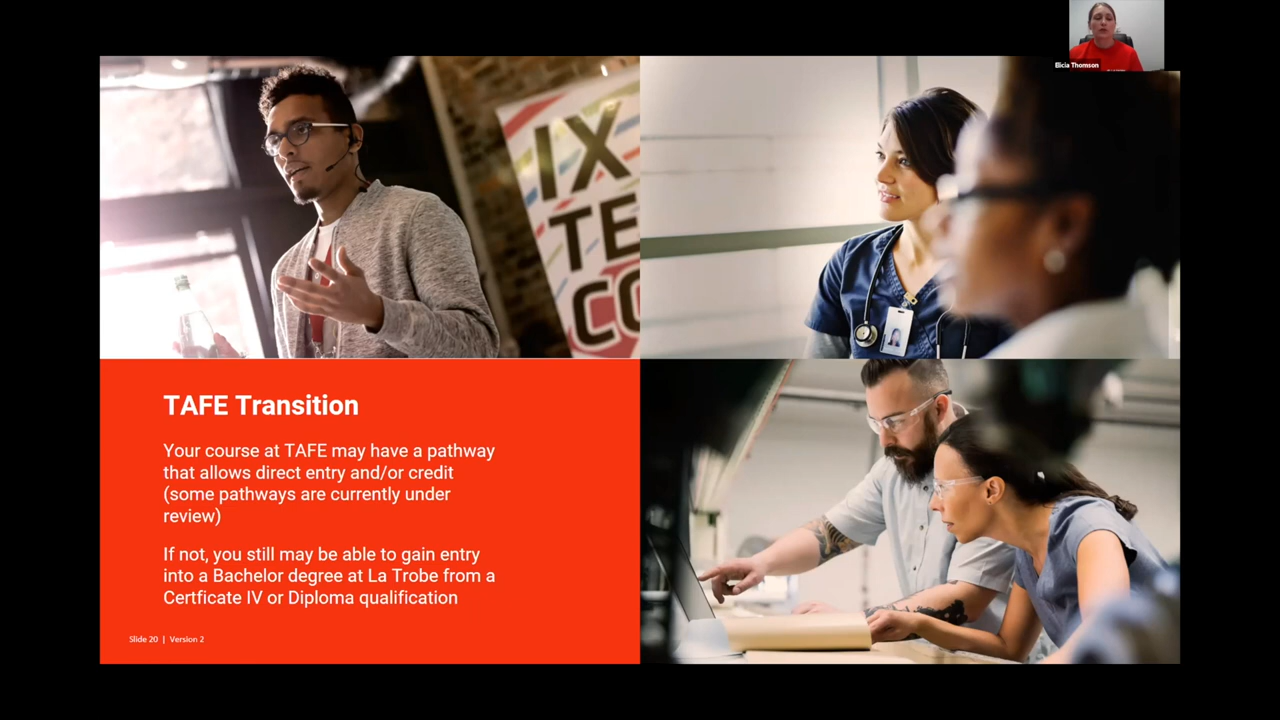 Elicia Thomson
IX
TE
CO
TAFE Transition
Your course at TAFE may have a pathway
that allows direct entry and/or credit
(some pathways are currently under
review)
If not, you still may be able to gain entry
into a Bachelor degree at La Trobe from a
Certficate IV or Diploma qualification
Slide 20 | Version 2